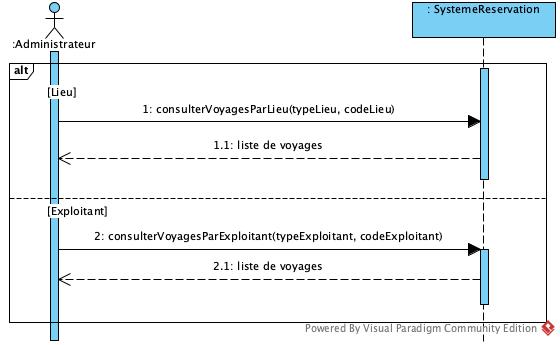 : SystemeReservation
:Administrateur
alt
[Lieu]
1: consulterVoyagesParLieu(typeLieu, codeLieu)
1.1: liste de voyages
[Exploitant]
2: consulterVoyagesParExploitant(typeExploitant, codeExploitant)
2.1: liste de voyages
Powered By Visual Paradigm Community Edition